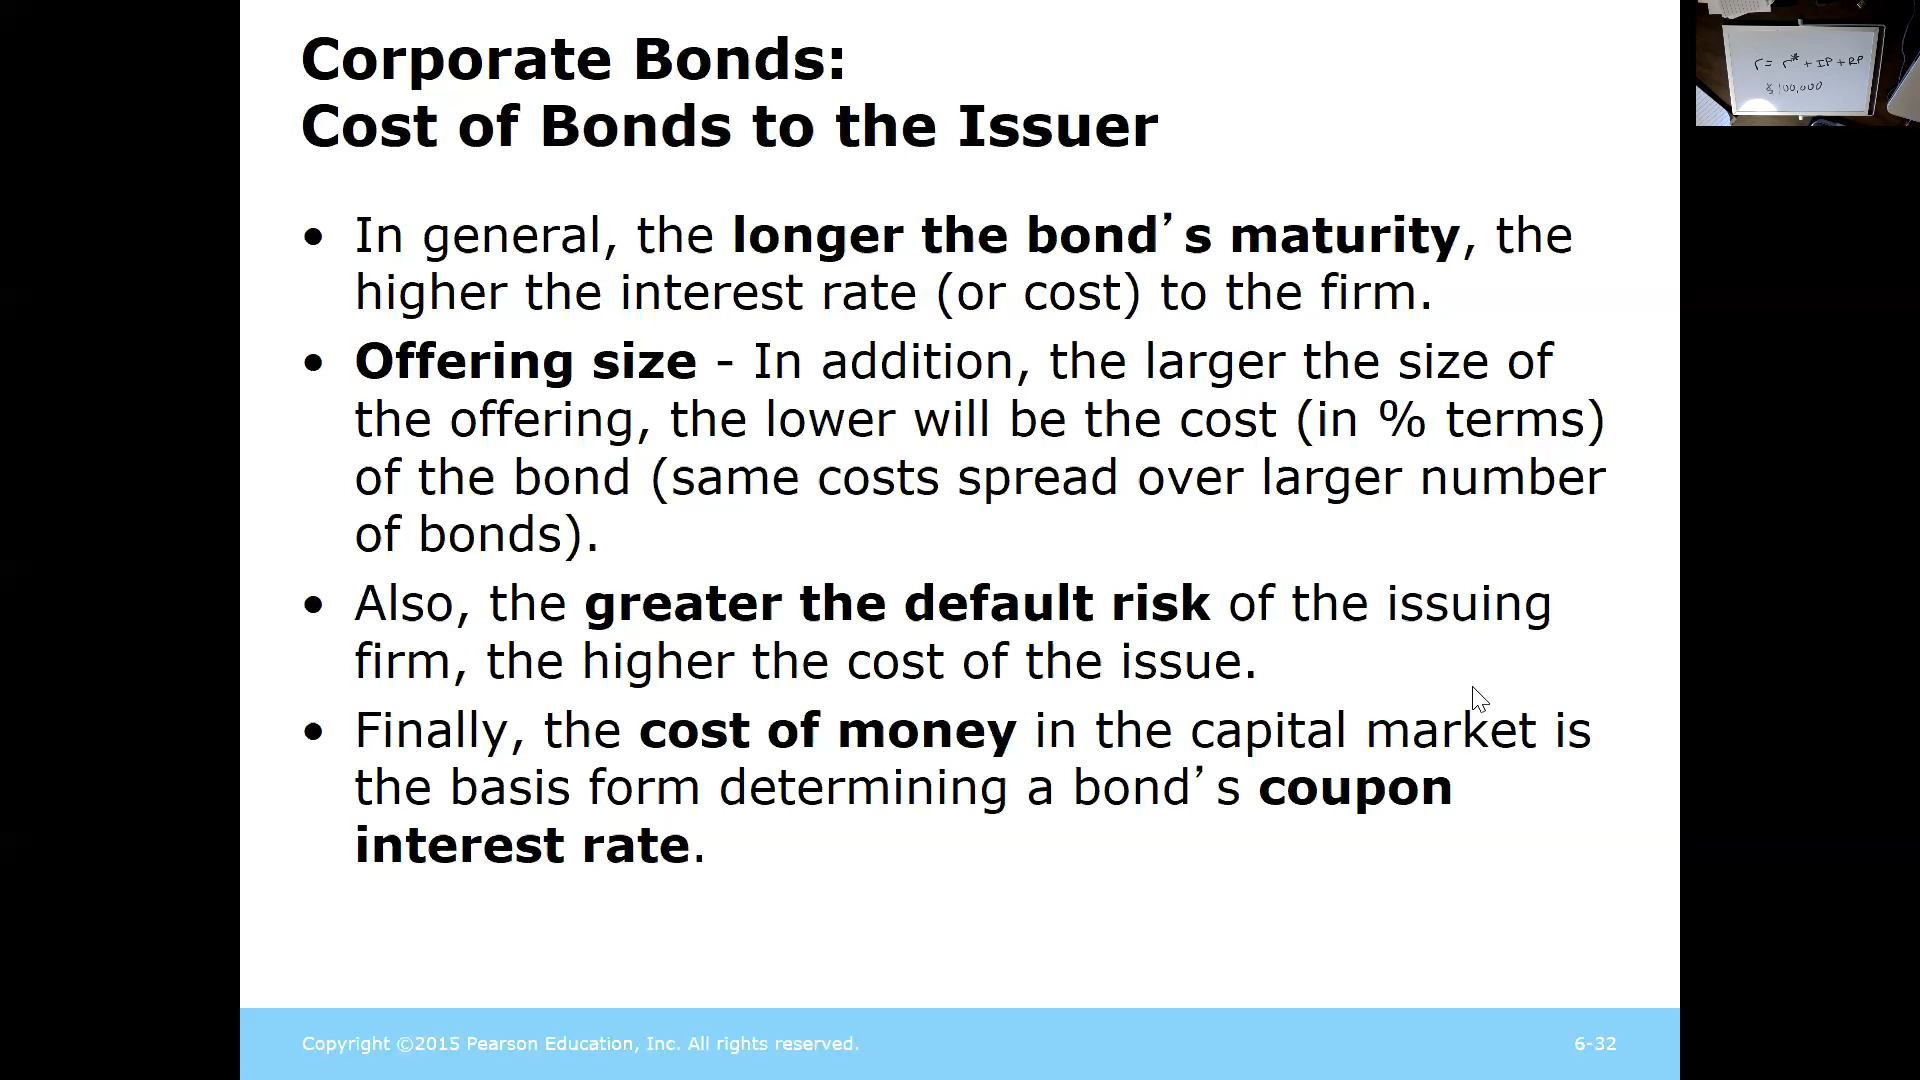 Corporate Bonds:
Cost of Bonds to the Issuer
• In general, the longer the bond’s maturity, the
higher the interest rate (or cost) to the firm.
• Offering size - In addition, the larger the size of
the offering, the lower will be the cost (in % terms)
of the bond (same costs spread over larger number
of bonds).
• Also, the greater the default risk of the issuing
firm, the higher the cost of the issue.
• Finally, the cost of money in the capital market is
the basis form determining a bond’s coupon
interest rate.
Copyright ©2015 Pearson Education, Inc. All rights reserved.
6-32
r = r* + IP + RP
$100,000